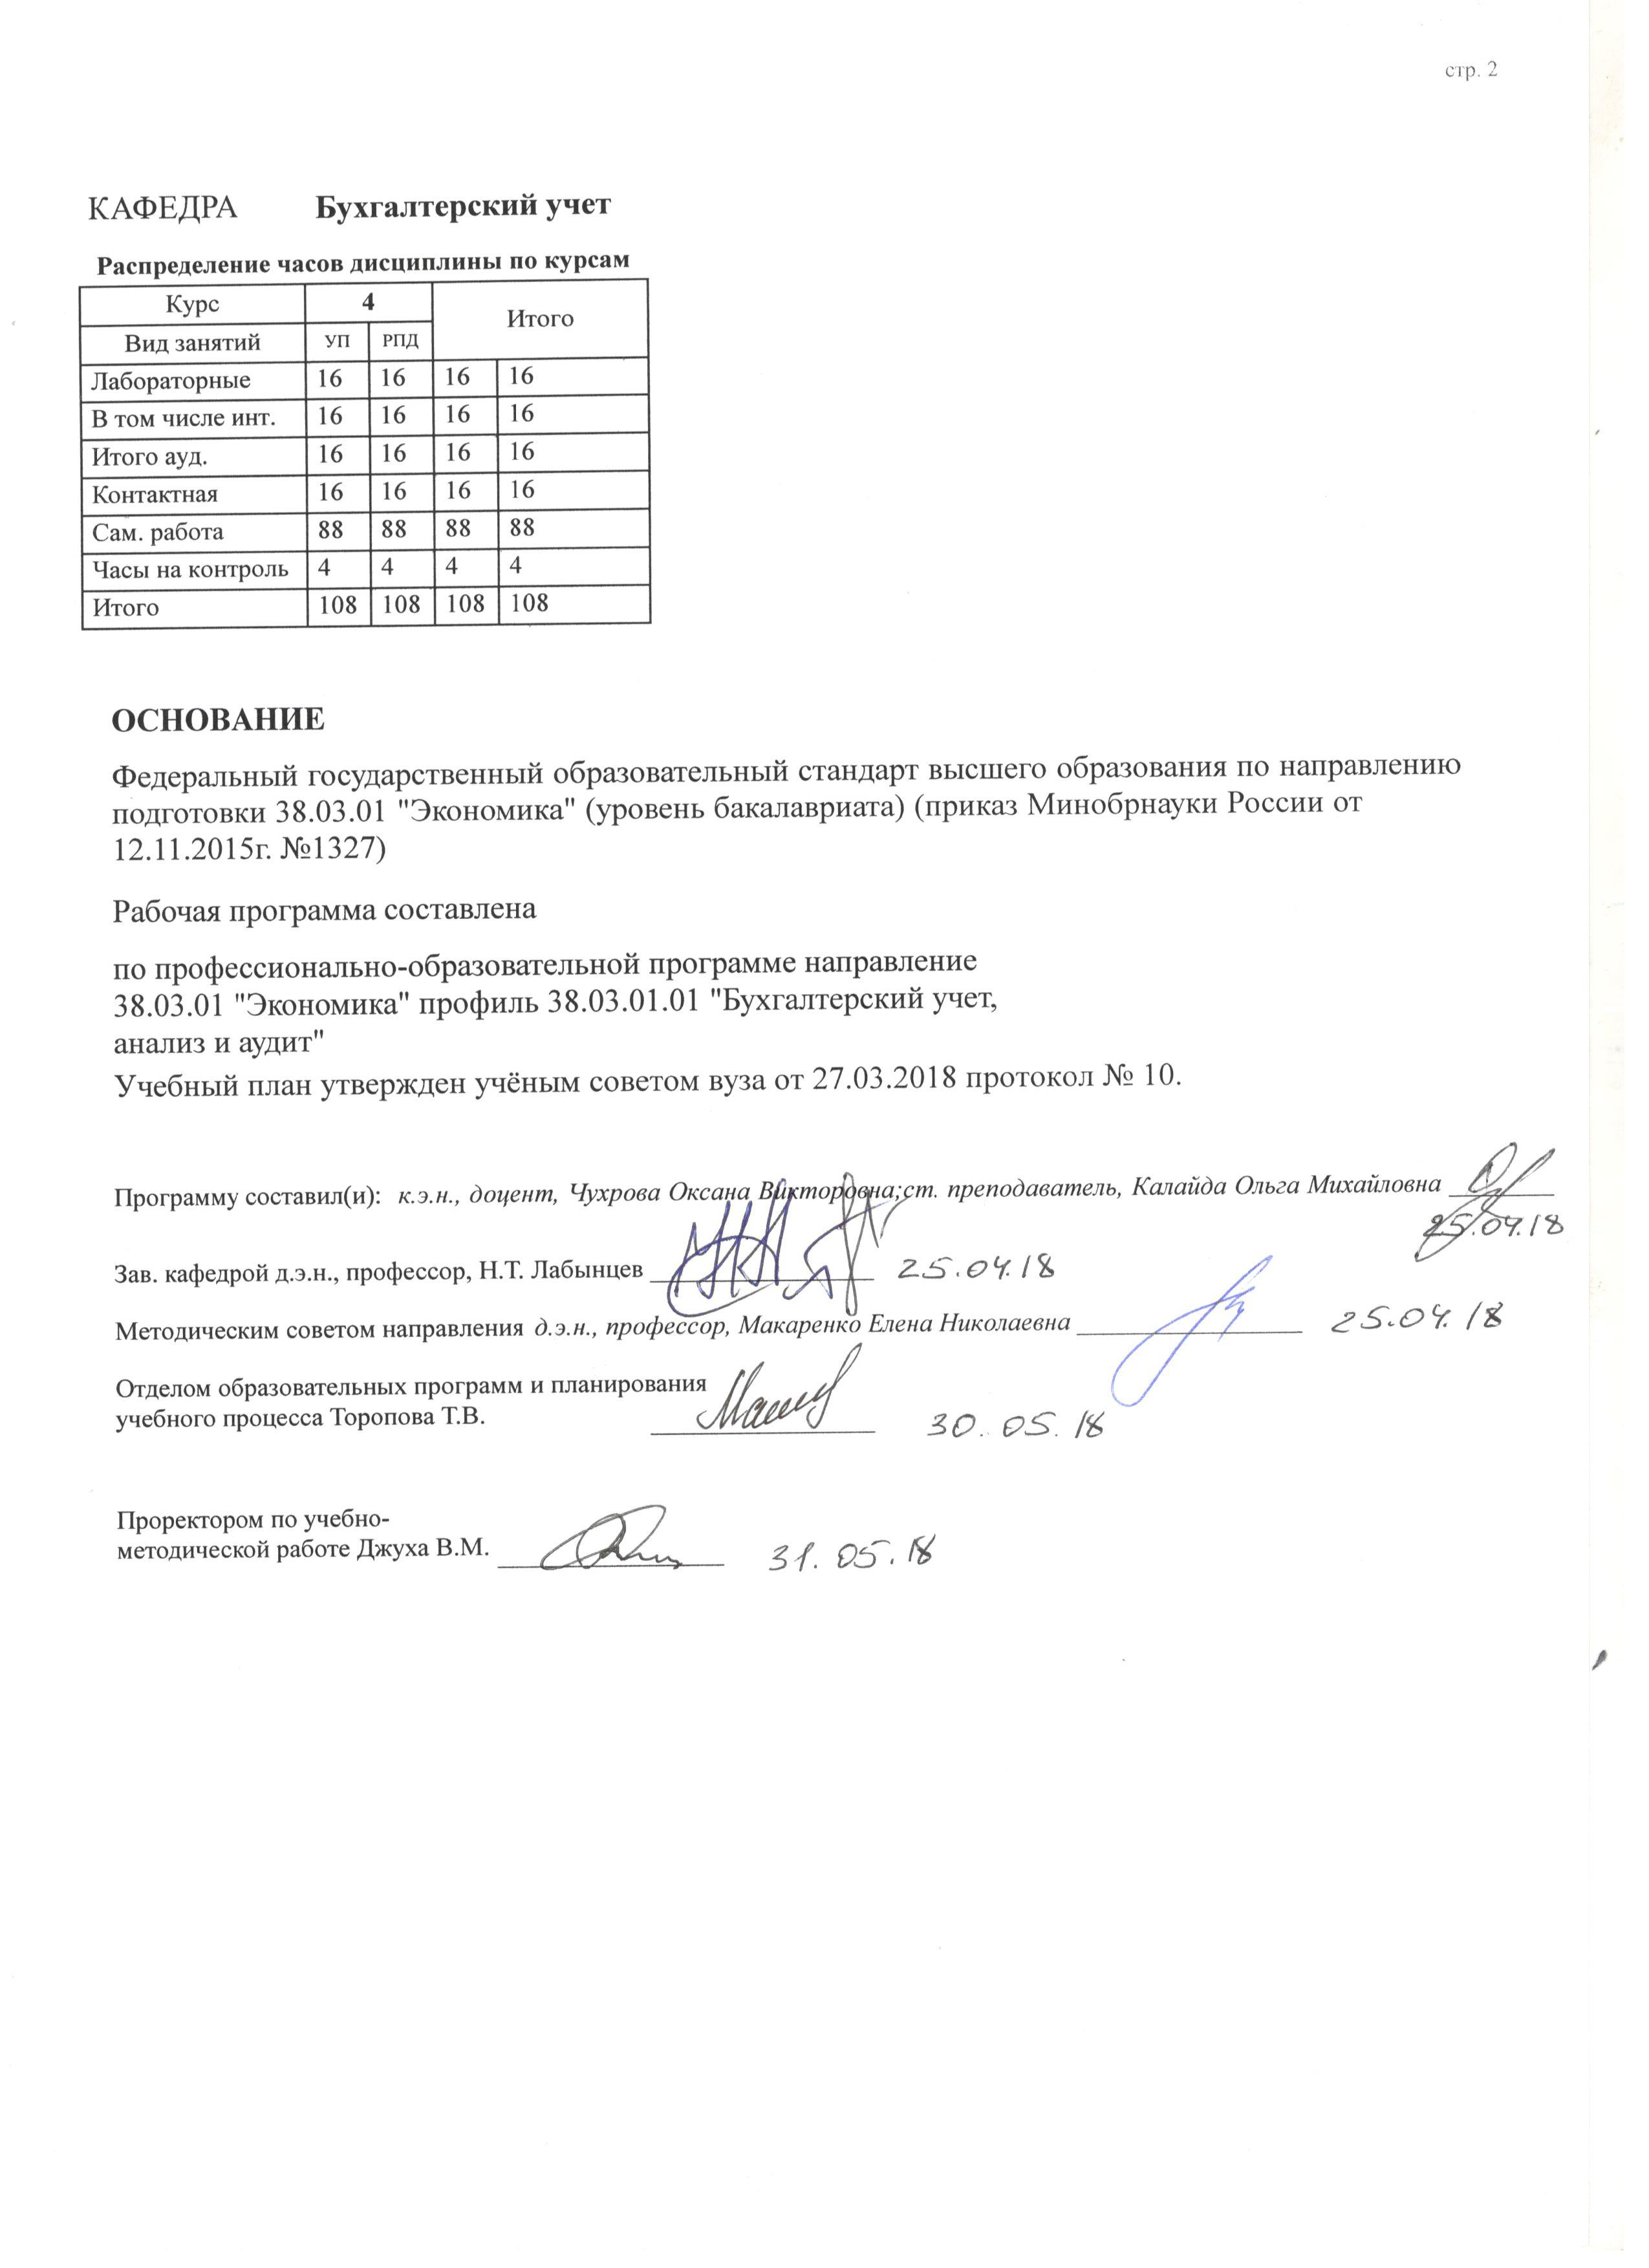 стр. 2
КАФЕДРА Бухгалтерский учет
Распределение часов дисциплины по курсам
Курс 4 Итого
Вид занятий УП РПД
Лабораторные 16 16 16 16
В том числе инт. 16 16 16 16
Итого ауд. 16 16 16 16
Контактная 16 16 16 16
Сам. работа 88 88 88 88
Часы на контроль 4 4 4 4
Итого 108 108 108 108
ОСНОВАНИЕ
Федеральный государственный образовательный стандарт высшего образования по направлению
подготовки 38.03.01 "Экономика" (уровень бакалавриата) (приказ Минобрнауки России от
12.11.2015г. №1327)
Рабочая программа составлена
по профессионально-образовательной программе направление
38.03.01 "Экономика" профиль 38.03.01.01 "Бухгалтерский учет,
анализ и аудит"
Учебный план утвержден учёным советом вуза от 27.03.2018 протокол № 10.
Программу составил(и): к.э.н., доцент, Чухрова Оксана Викторовна;ст. преподаватель, Калайда Ольга Михайловна
25.04.18
Зав. кафедрой д.э.н., профессор, Н.Т. Лабынцев 25.04.18
Методическим советом направления д.э.н., профессор, Макаренко Елена Николаевна 25.04.18
Отделом образовательных программ и планирования
учебного процесса Торопова Т.В. 30.05.18
Проректором по учебно-
методической работе Джуха В.М. 31.05.18